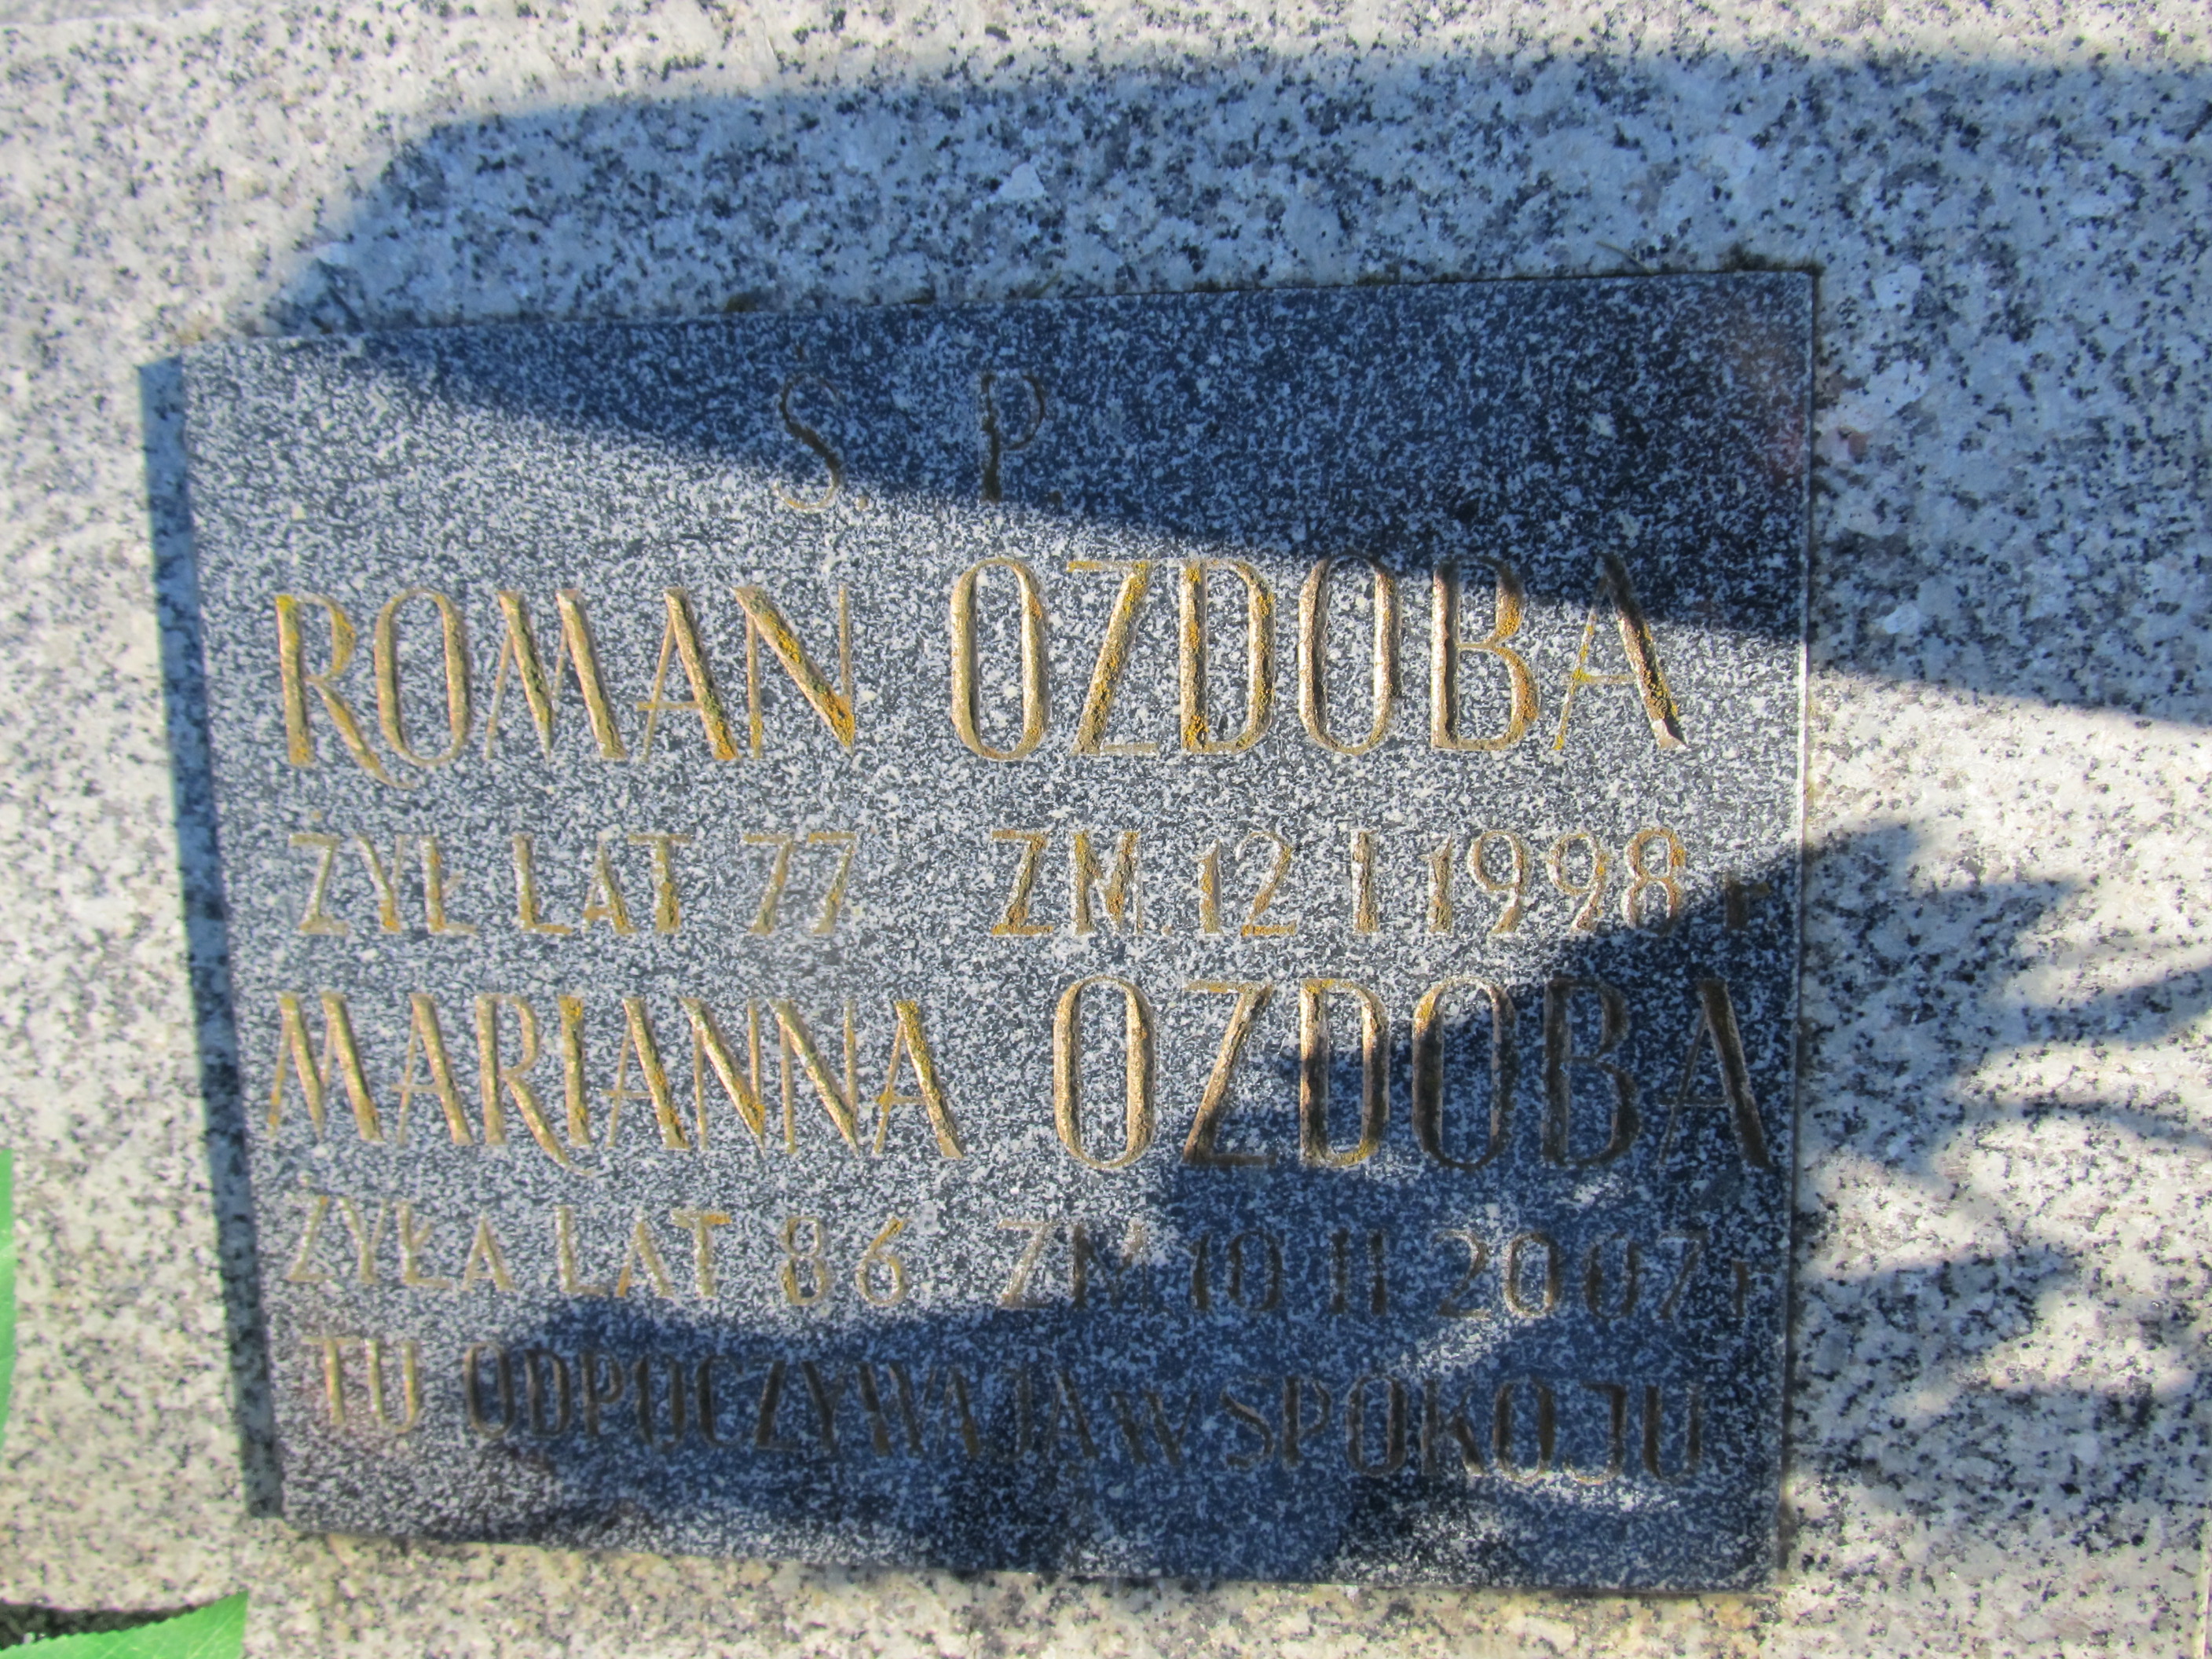 Ś. P.
ROMAN OZDOBA
ŻYŁ LAT 77 ZM. 12 I 1998 r
MARIANNA OZDOBA
ŻYŁA LAT 86 ZM. 10 II 2007 r
TU ODPOCZYWAJĄ W SPOKOJU